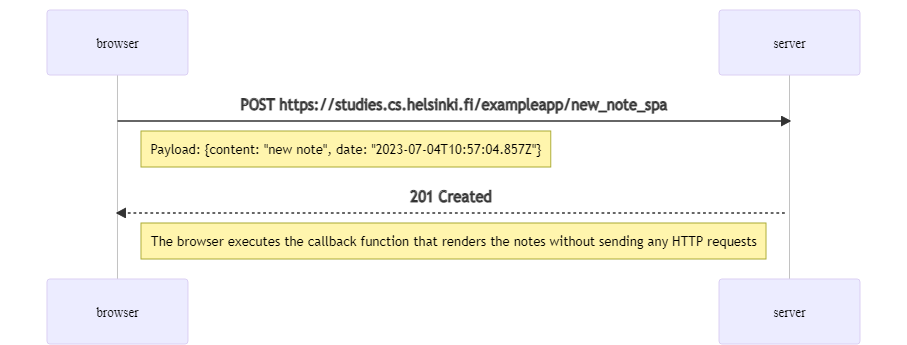 browser
server
POST https://studies.cs.helsinki.fi/exampleapp/new_note_spa
Payload: {content: "new note", date: "2023-07-04T10:57:04.857Z"}
201 Created
The browser executes the callback function that renders the notes without sending any HTTP requests
browser
server